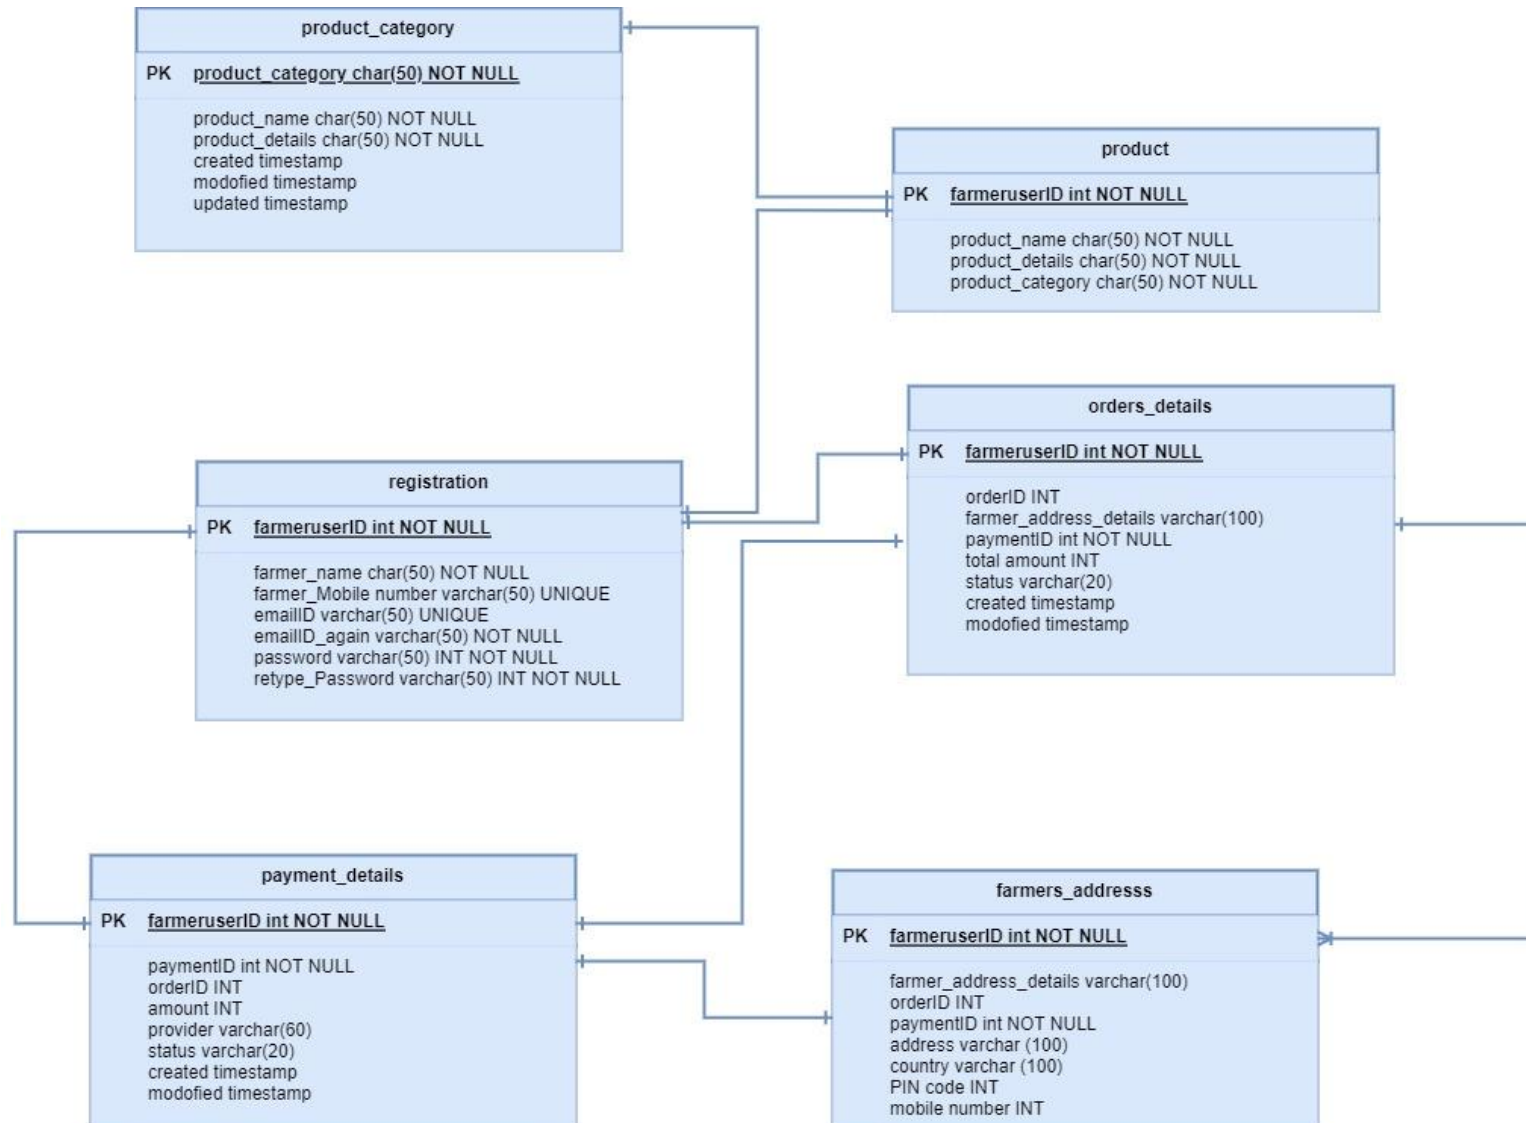 product_category
PK product_category char(50) NOT NULL
product_name char(50) NOT NULL
product_details char(50) NOT NULL
created timestamp
modofied timestamp
updated timestamp
product
PK farmeruserID int NOT NULL
product_name char(50) NOT NULL
product_details char(50) NOT NULL
product_category char(50) NOT NULL
orders_details
PK farmeruserID int NOT NULL
orderID INT
farmer_address_details varchar(100)
paymentID int NOT NULL
total amount INT
status varchar(20)
created timestamp
modofied timestamp
registration
PK farmeruserID int NOT NULL
farmer_name char(50) NOT NULL
farmer_Mobile number varchar(50) UNIQUE
emailID varchar(50) UNIQUE
emailID_again varchar(50) NOT NULL
password varchar(50) INT NOT NULL
retype_Password varchar(50) INT NOT NULL
payment_details
PK farmeruserID int NOT NULL
paymentID int NOT NULL
orderID INT
amount INT
provider varchar(60)
status varchar(20)
created timestamp
modofied timestamp
farmers_addresss
PK farmeruserID int NOT NULL
farmer_address_details varchar(100)
orderID INT
paymentID int NOT NULL
address varchar (100)
country varchar (100)
PIN code INT
mobile number INT